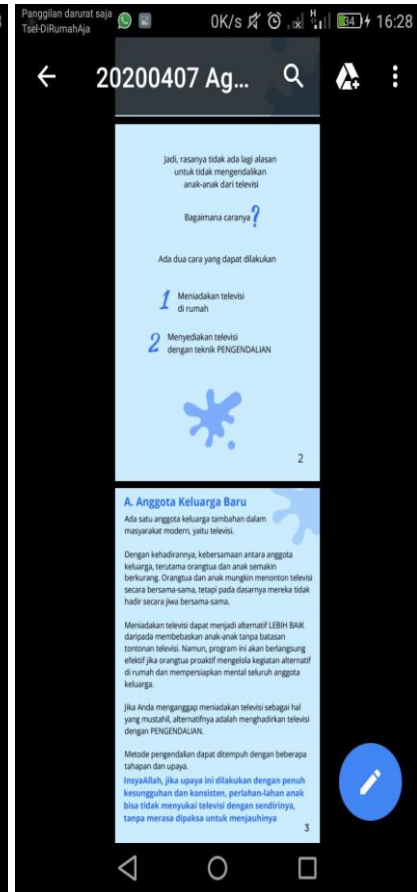 Panggilan darurat saja
Tsel-DiRumahAja
0K/s
H
34
16:28
20200407 Ag...
Jadi, rasanya tidak ada lagi alasan
untuk tidak mengendalikan
anak-anak dari televisi
Bagaimana caranya ?
Ada dua cara yang dapat dilakukan
1 Meniadakan televisi
di rumah
2 Menyediakan televisi
dengan teknik PENGENDALIAN
2
A. Anggota Keluarga Baru
Ada satu anggota keluarga tambahan dalam
masyarakat modern, yaitu televisi.
Dengan kehadirannya, kebersamaan antara anggota
keluarga, terutama orangtua dan anak semakin
berkurang. Orangtua dan anak mungkin menonton televisi
secara bersama-sama, tetapi pada dasarnya mereka tidak
hadir secara jiwa bersama-sama.
Meniadakan televisi dapat menjadi alternatif LEBIH BAIK
daripada membebaskan anak-anak tanpa batasan
tontonan televisi. Namun, program ini akan berlangsung
efektif jika orangtua proaktif mengelola kegiatan alternatif
di rumah dan mempersiapkan mental seluruh anggota
keluarga.
Jika Anda menganggap meniadakan televisi sebagai hal
yang mustahil, alternatifnya adalah menghadirkan televisi
dengan PENGENDALIAN.
Metode pengendalian dapat ditempuh dengan beberapa
tahapan dan upaya.
InsyaAllah, jika upaya ini dilakukan dengan penuh
kesungguhan dan konsisten, perlahan-lahan anak
bisa tidak menyukai televisi dengan sendirinya,
tanpa merasa dipaksa untuk menjauhinya
3